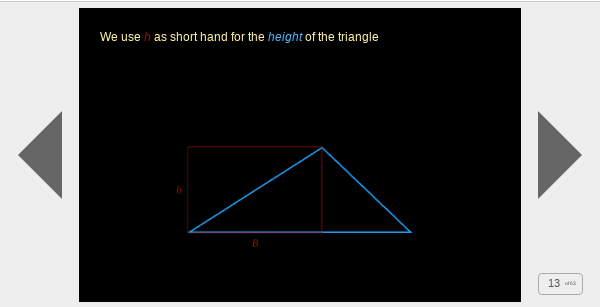 We use h as short hand for the height of the triangle
h
B
13 of 63